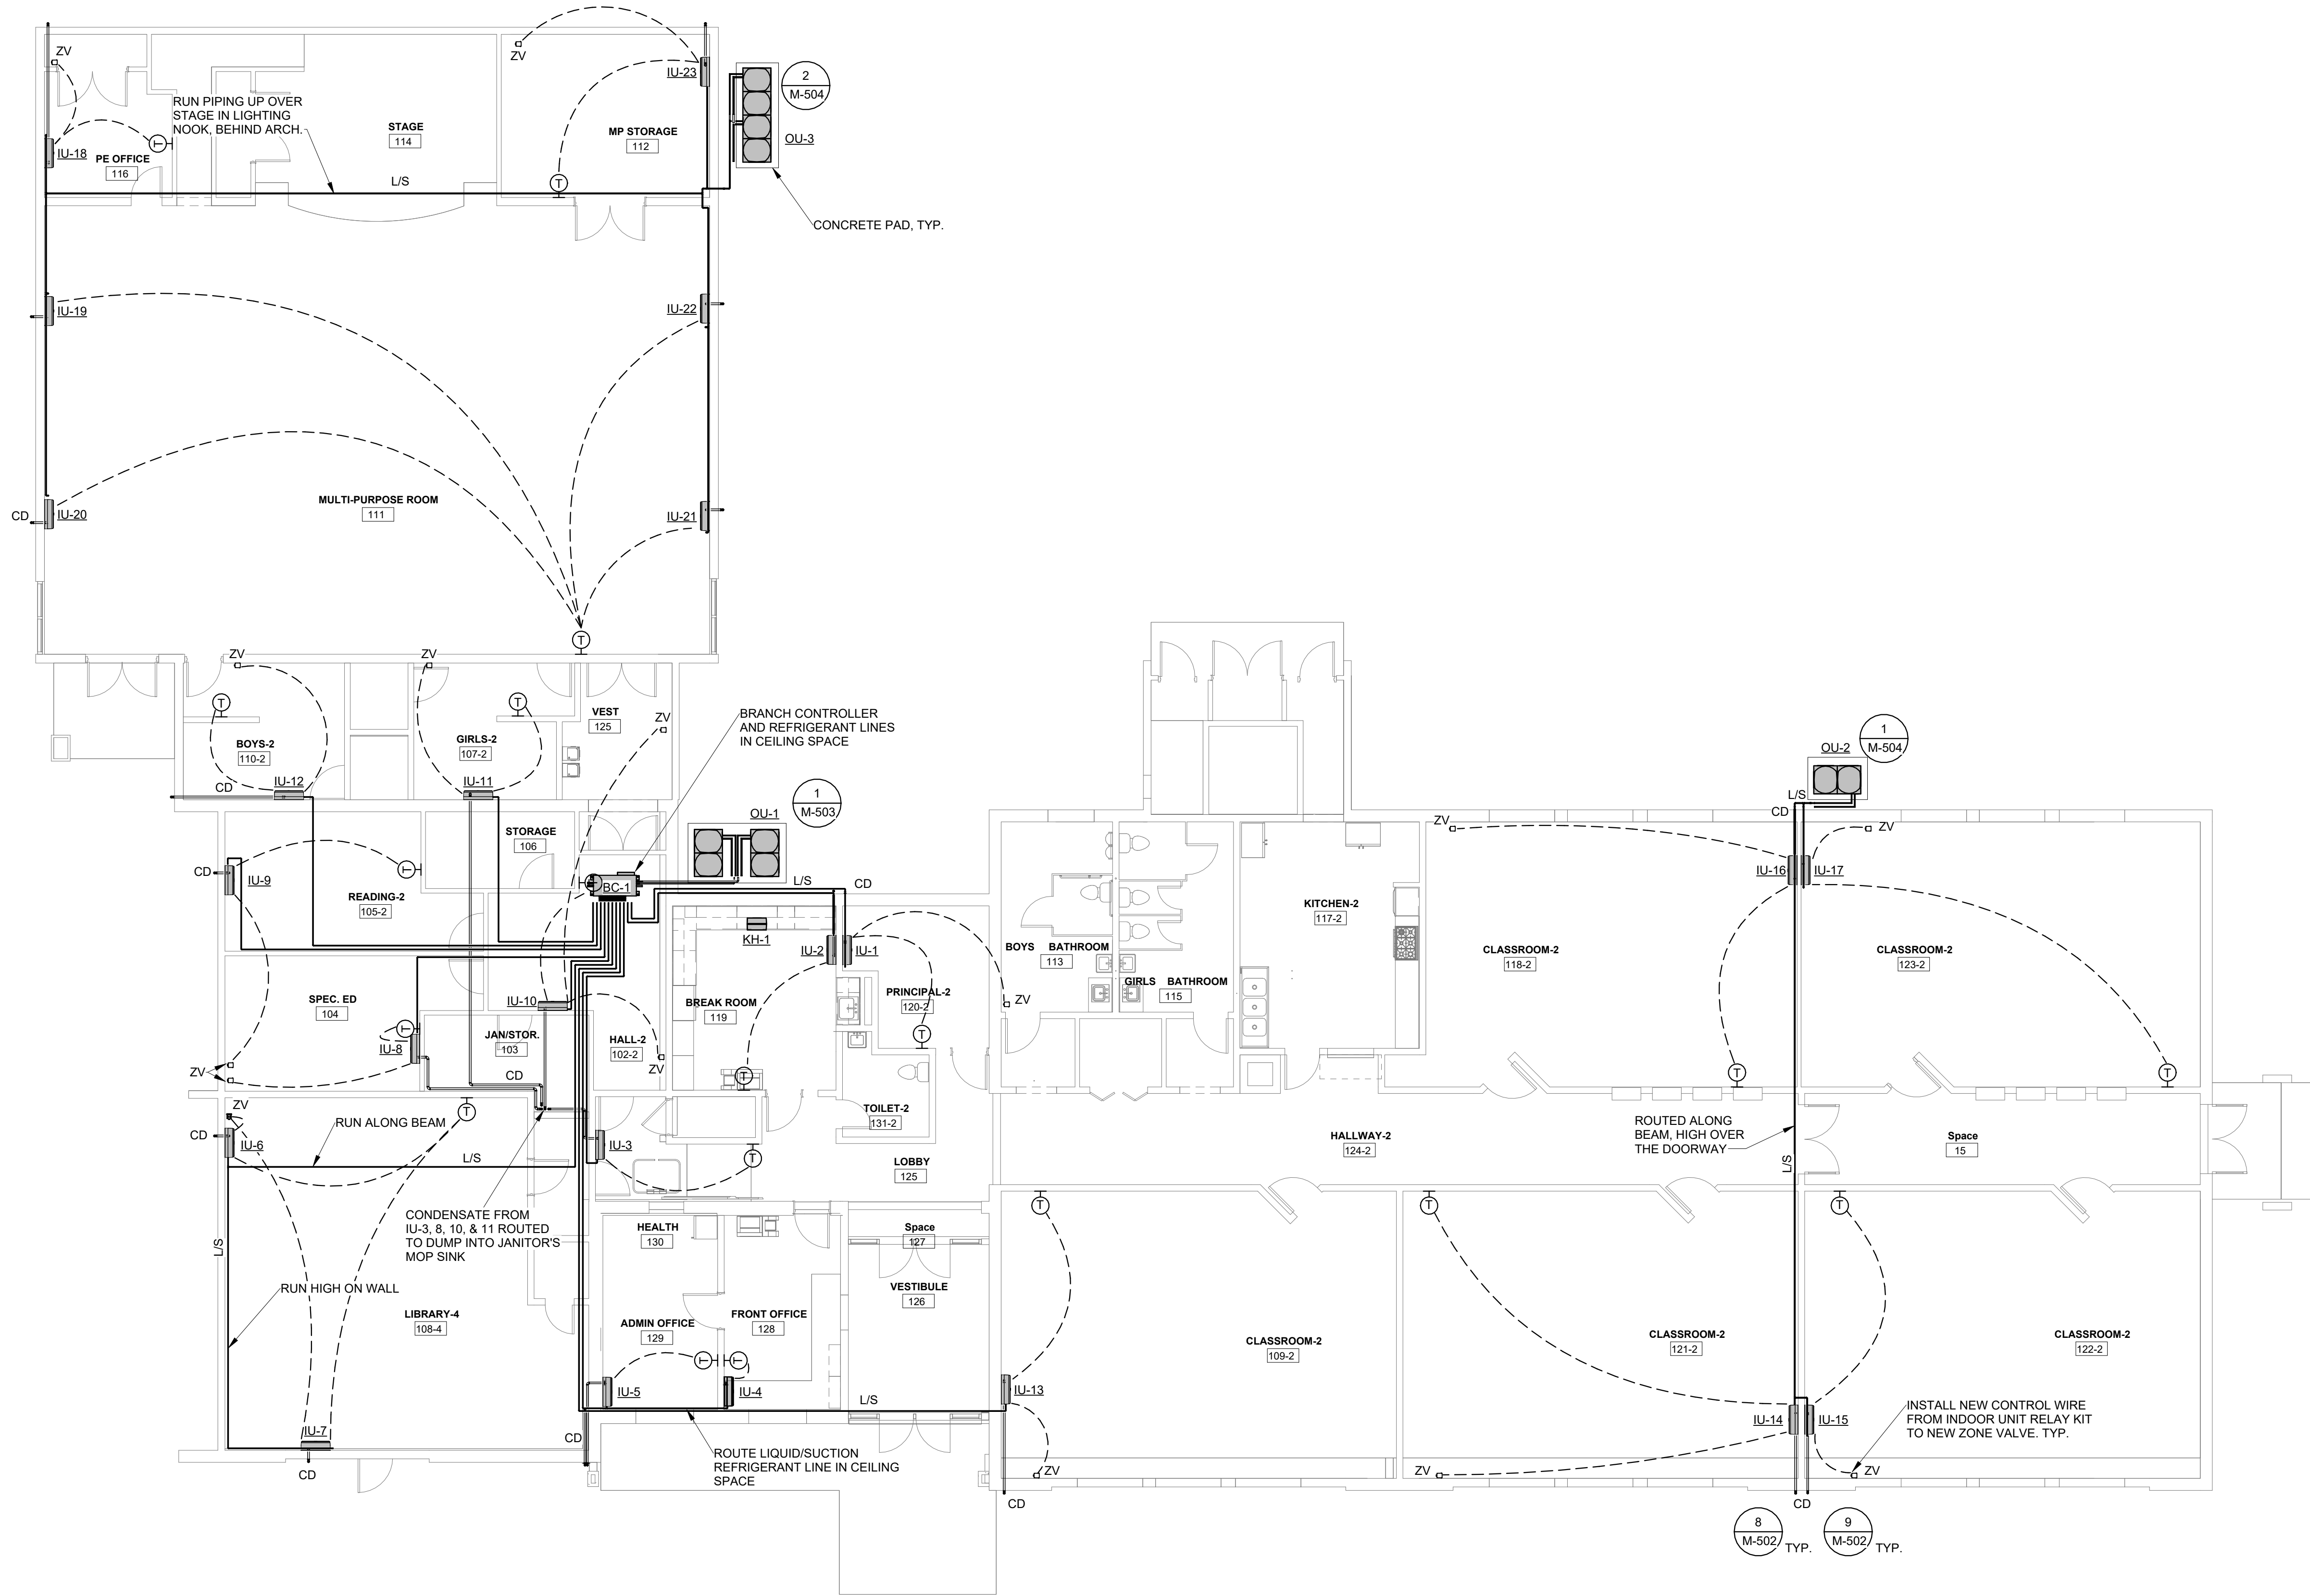 ZV
ZV
IU-23
2
M-504
OU-3
RUN PIPING UP OVER
STAGE IN LIGHTING
NOOK, BEHIND ARCH.
STAGE
114
MP STORAGE
112
T
IU-18
PE OFFICE
116
L/S
T
CONCRETE PAD, TYP.
IU-19
IU-22
MULTI-PURPOSE ROOM
111
CD
IU-20
IU-21
T
ZV
ZV
T
T
VEST
125
ZV
BOYS-2
110-2
GIRLS-2
107-2
BRANCH CONTROLLER
AND REFRIGERANT LINES
IN CEILING SPACE
CD
IU-12
IU-11
OU-1
1
M-503
OU-2
1
M-504
L/S
CD
STORAGE
106
ZV
ZV
CD
IU-9
T
BC-1
L/S
CD
IU-16
IU-17
READING-2
105-2
KH-1
IU-2
IU-1
KITCHEN-2
117-2
BOYS BATHROOM
113
GIRLS BATHROOM
115
CLASSROOM-2
118-2
CLASSROOM-2
123-2
SPEC. ED
104
IU-10
BREAK ROOM
119
PRINCIPAL-2
120-2
ZV
T
IU-8
JAN/STOR.
103
HALL-2
102-2
T
ZV
CD
ZV
T
T
T
ZV
T
RUN ALONG BEAM
TOILET-2
131-2
CD
IU-6
IU-3
T
L/S
LOBBY
125
HALLWAY-2
124-2
ROUTED ALONG
BEAM, HIGH OVER
THE DOORWAY
L/S
Space
15
CONDENSATE FROM
IU-3, 8, 10, & 11 ROUTED
TO DUMP INTO JANITOR'S
MOP SINK
L/S
HEALTH
130
Space
127
T
T
T
RUN HIGH ON WALL
VESTIBULE
126
LIBRARY-4
108-4
ADMIN OFFICE
129
FRONT OFFICE
128
CLASSROOM-2
109-2
CLASSROOM-2
121-2
CLASSROOM-2
122-2
T
T
IU-5
IU-4
L/S
IU-13
IU-14
IU-15
INSTALL NEW CONTROL WIRE
FROM INDOOR UNIT RELAY KIT
TO NEW ZONE VALVE. TYP.
IU-7
CD
CD
ROUTE LIQUID/SUCTION
REFRIGERANT LINE IN CEILING
SPACE
ZV
ZV
ZV
CD
CD
8
M-502
TYP.
9
M-502
TYP.